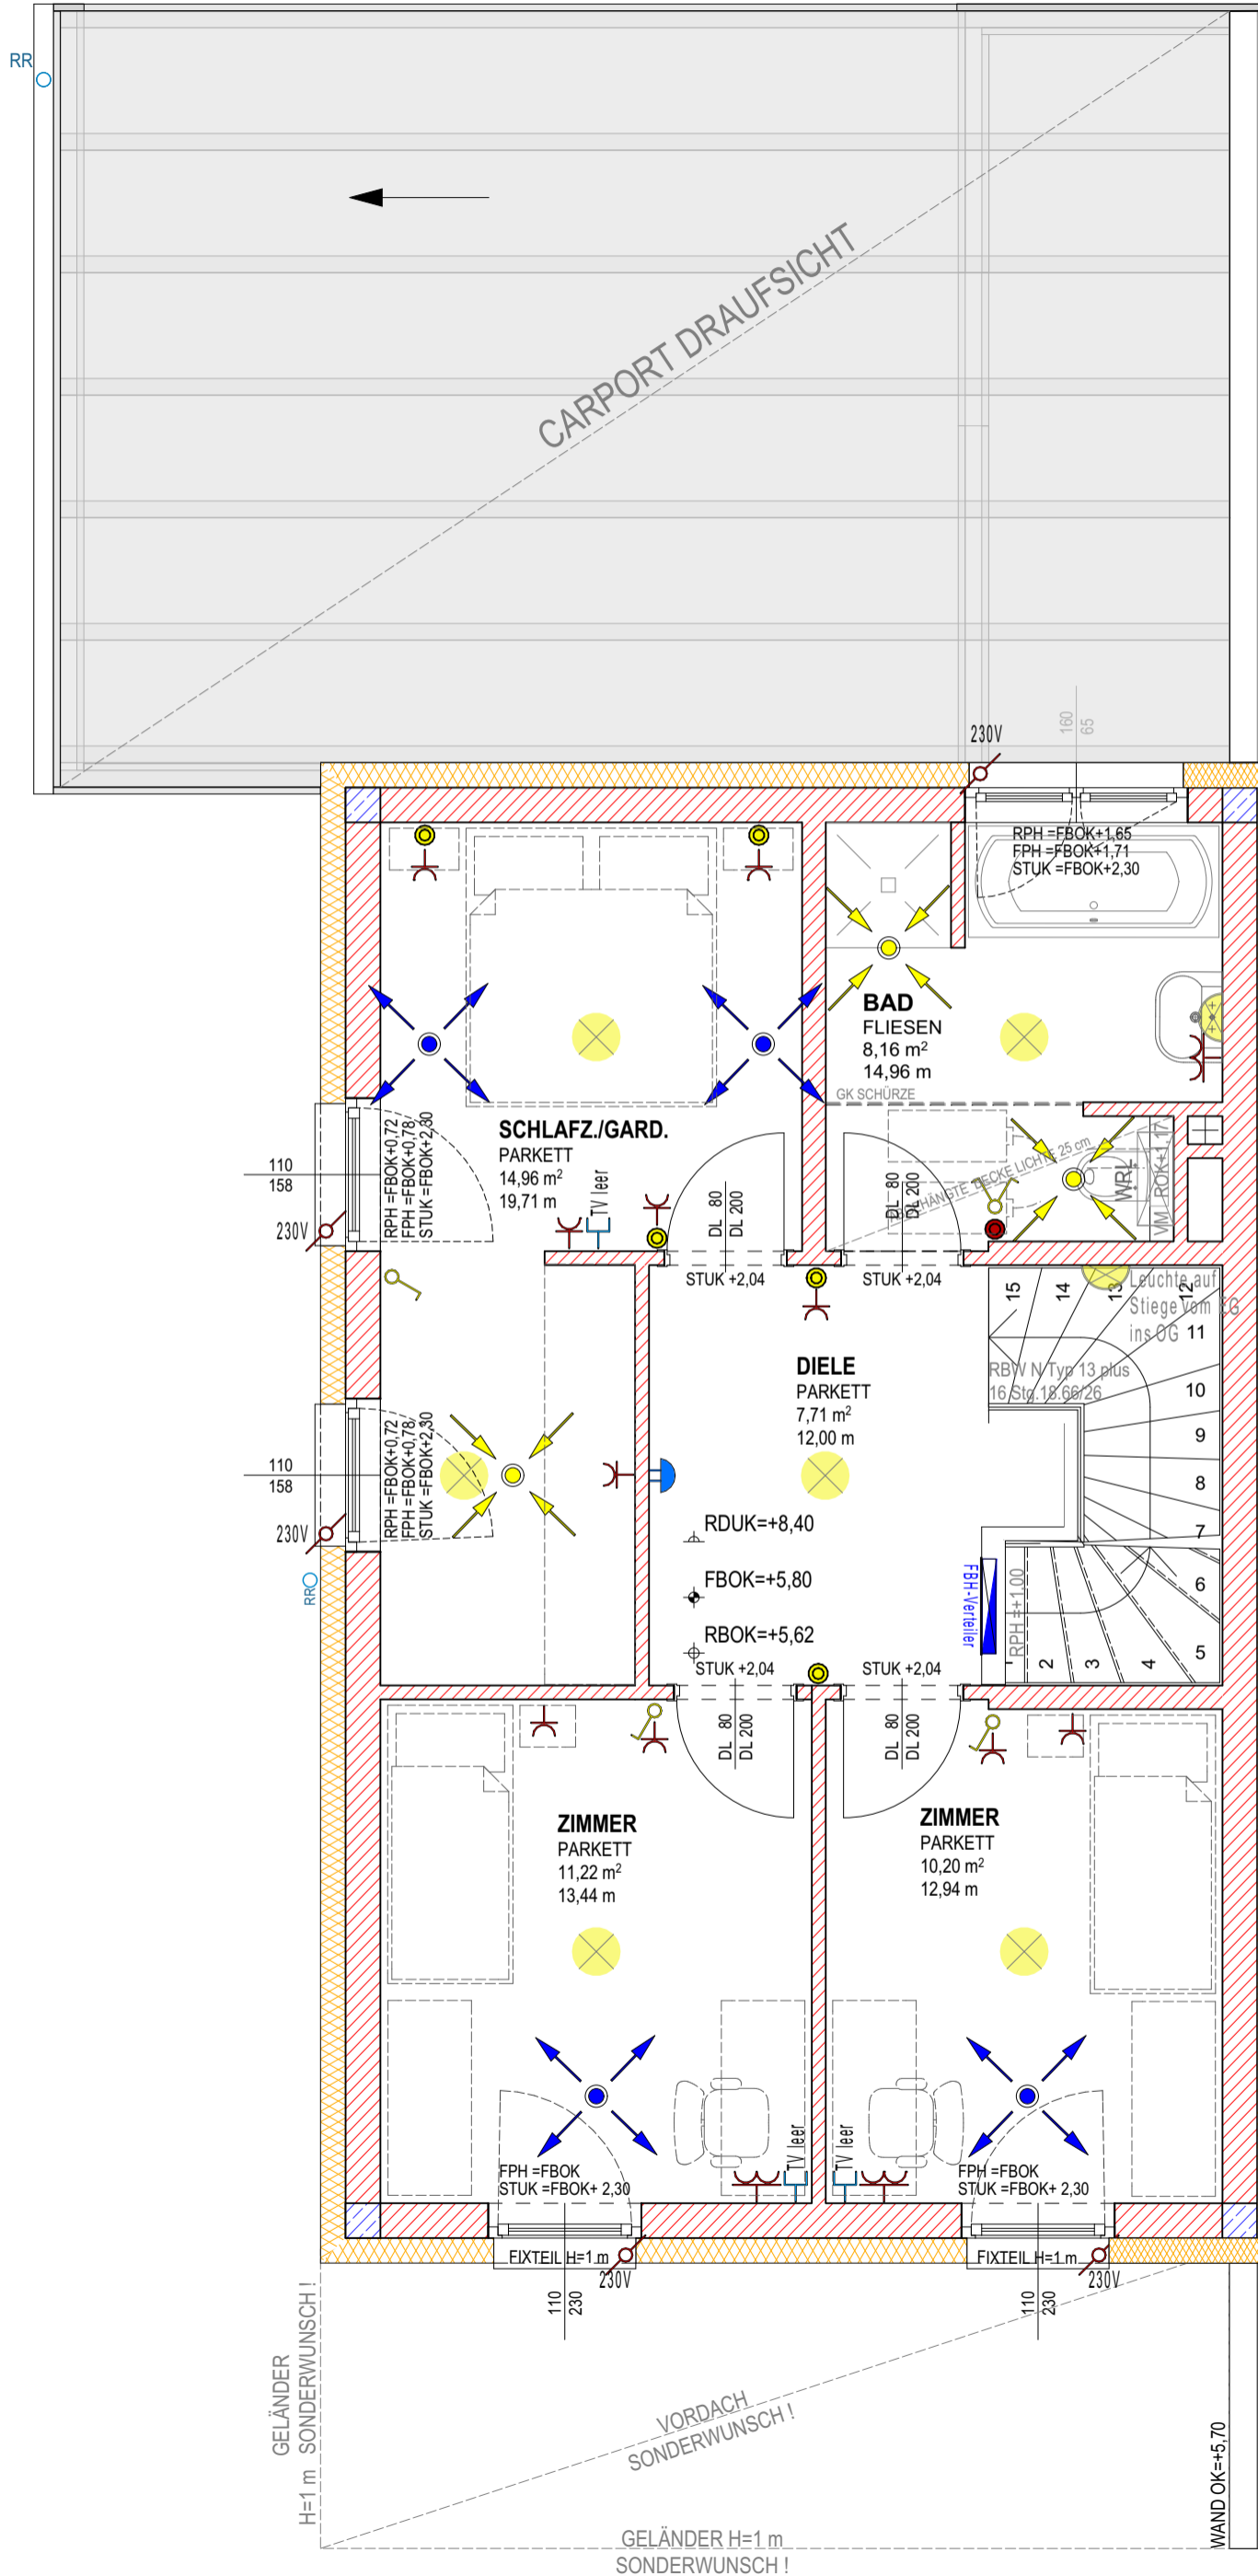 RR
CARPORT DRAUFSICHT
160
65
230V
RPH =FBOK+1,65
FPH =FBOK+1,71
STUK =FBOK+2,30
BAD
FLIESEN
8,16 m²
14,96 m
GK SCHÜRZE
SCHLAFZ./GARD.
PARKETT
14,96 m²
19,71 m
TV leer
110
158
RPH =FBOK+0,72
FPH =FBOK+0,78
STUK =FBOK+2,30
230V
DL 80
DL 200
DL 80
DL 200
DECKE LICHTE 25 cm
WRL
VM ROK+1,17
STUK +2,04
STUK +2,04
Leuchte auf
Stiege vom EG
ins OG
15
14
13
12
11
10
9
8
7
6
5
4
3
2
1
RBW N Typ 13 plus
16 Stg.18.66/26
DIELE
PARKETT
7,71 m²
12,00 m
110
158
RPH =FBOK+0,72
FPH =FBOK+0,78
STUK =FBOK+2,30
230V
RR
RDUK=+8,40
FBOK=+5,80
RBOK=+5,62
FBH-Verteiler
RPH =+1.00
STUK +2,04
STUK +2,04
DL 80
DL 200
DL 80
DL 200
ZIMMER
PARKETT
11,22 m²
13,44 m
ZIMMER
PARKETT
10,20 m²
12,94 m
TV leer
TV leer
FPH =FBOK
STUK =FBOK+ 2,30
FPH =FBOK
STUK =FBOK+ 2,30
FIXTEIL H=1 m
230V
FIXTEIL H=1 m
230V
110
230
110
230
GELÄNDER
H=1 m SONDERWUNSCH !
VORDACH
SONDERWUNSCH !
WAND OK=+5,70
GELÄNDER H=1 m
SONDERWUNSCH !